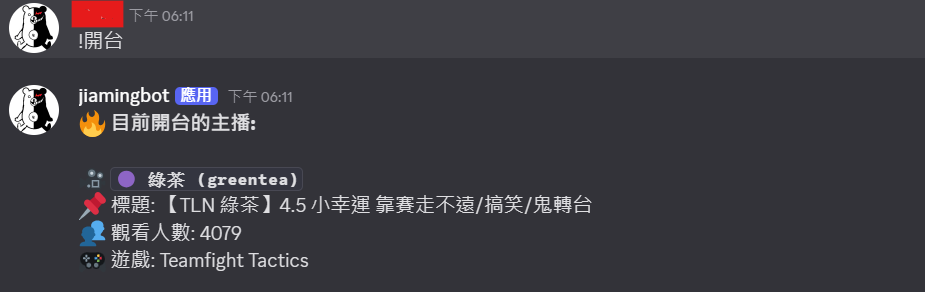 下午 06:11
!開台
jiamingbot 應用 下午 06:11
🔥 目前開台的主播:
🫧 🟣 綠茶 (greentea)
📌 標題: 【TLN 綠茶】4.5 小幸運 靠賽走不遠/搞笑/鬼轉台
👥 觀看人數: 4079
🎮 遊戲: Teamfight Tactics